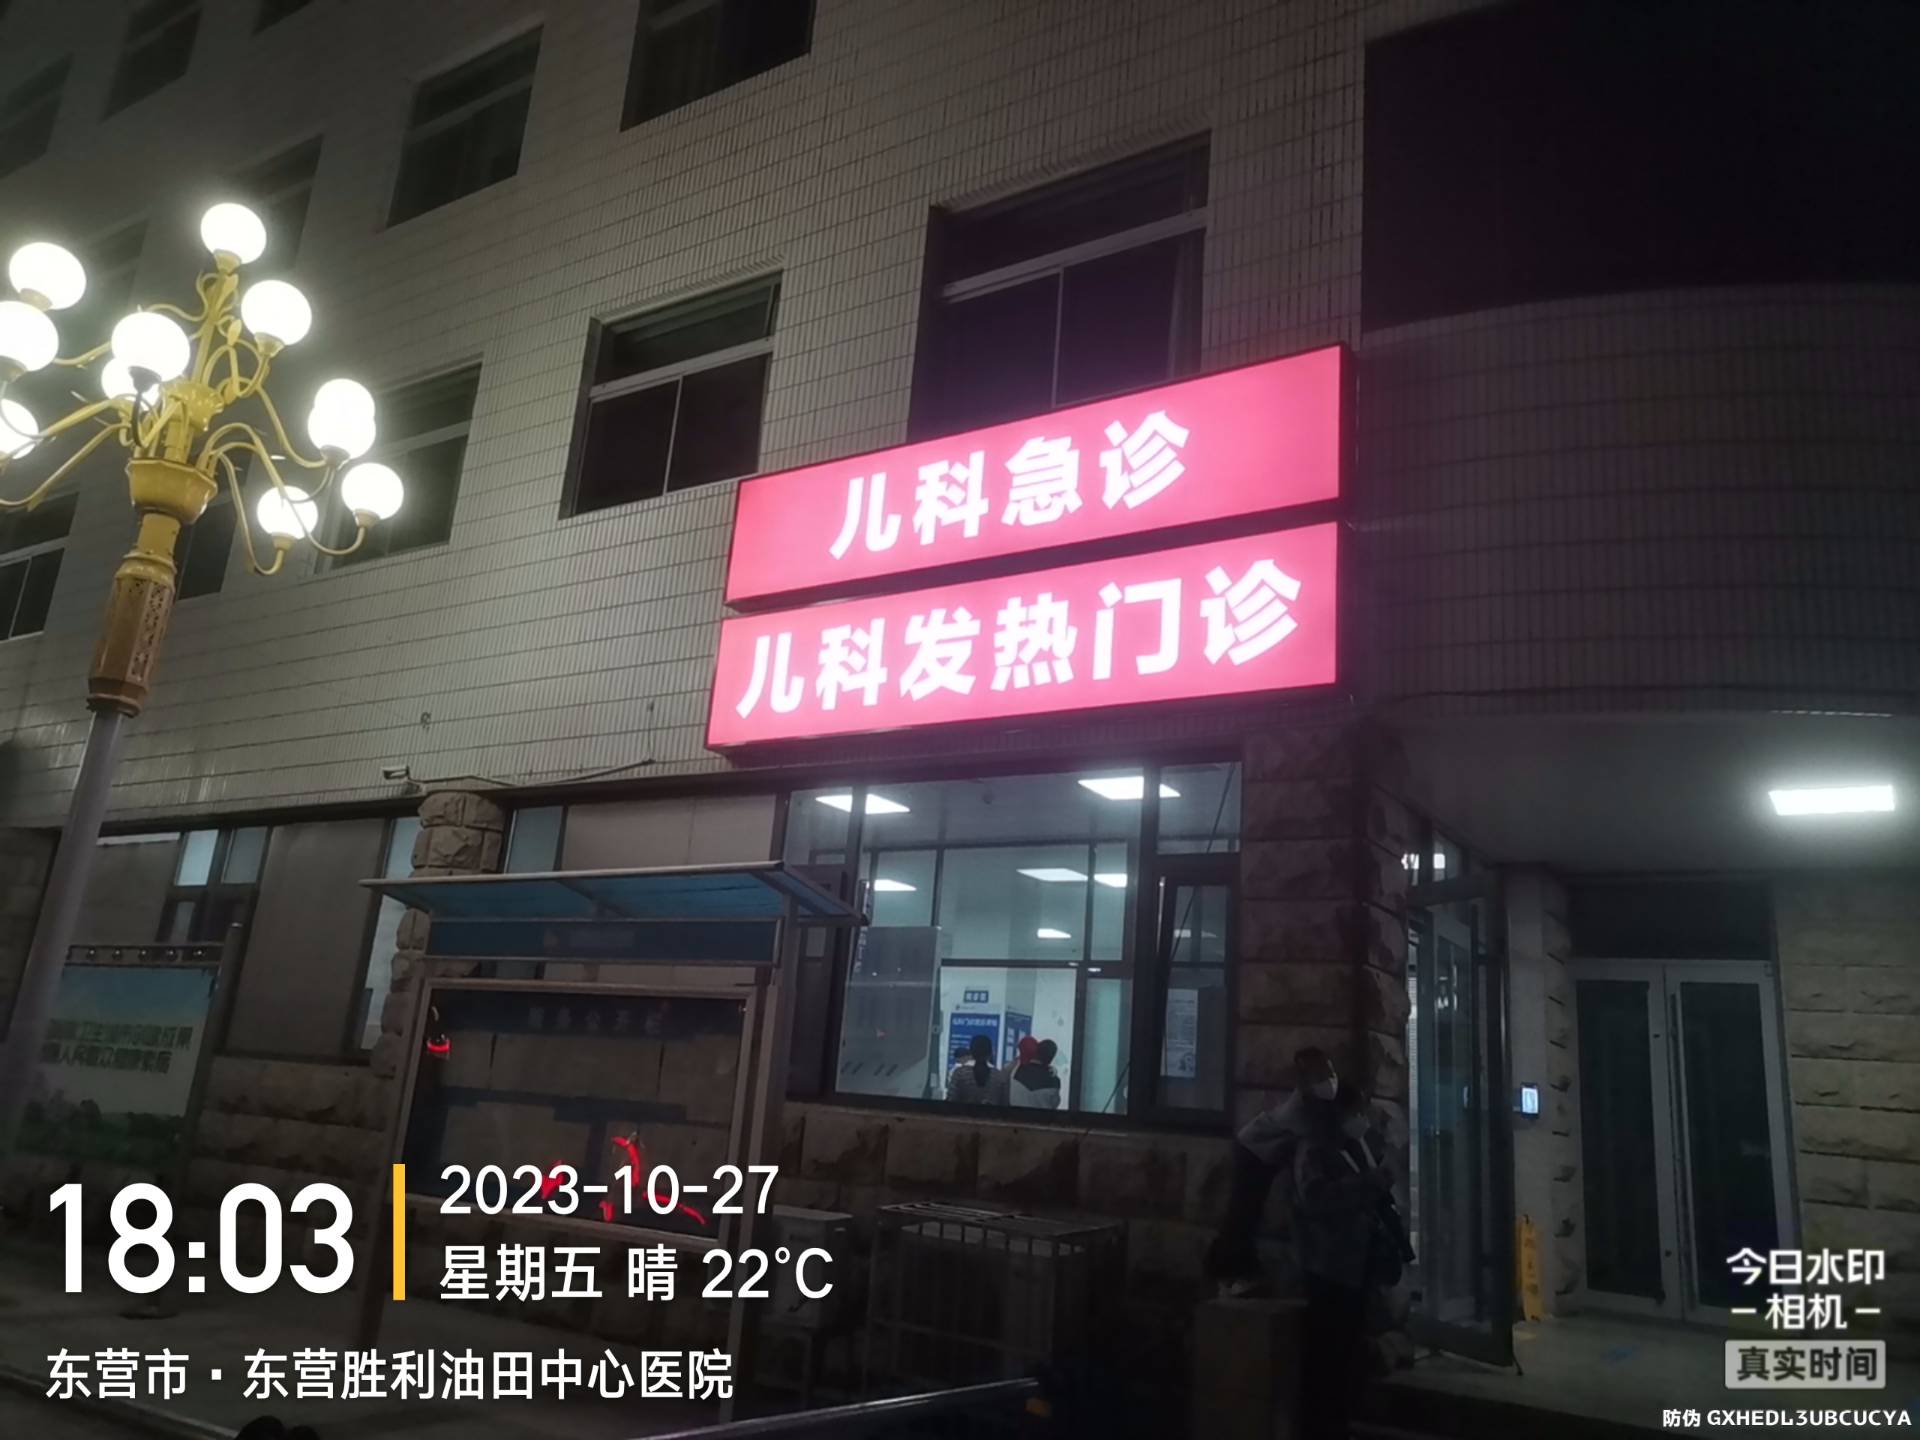 儿科急诊
儿科发热门诊
18:03
2023-10-27
星期五 晴 22°C
东营市·东营胜利油田中心医院
今日水印
-相机-
真实时间
防伪 GXHEDL3UBCUCYA